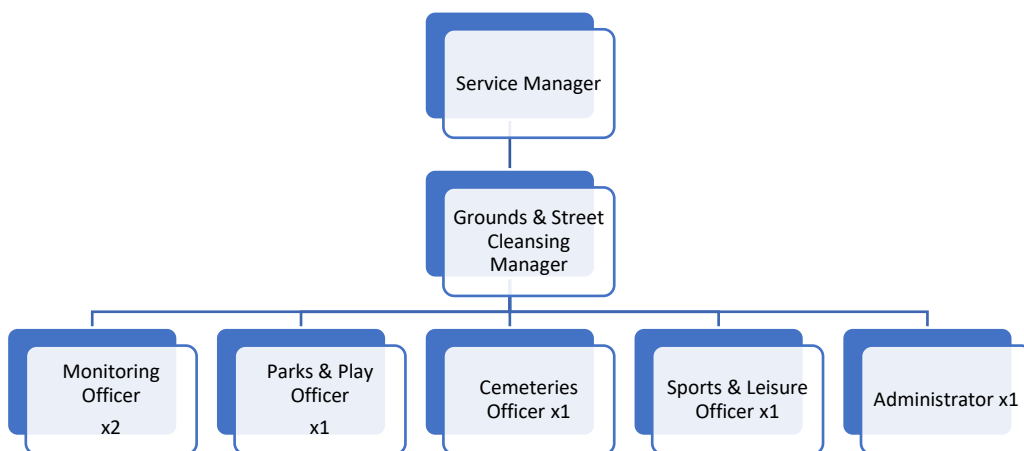 Service Manager
Grounds & Street
Cleansing
Manager
Monitoring
Officer
x2
Parks & Play
Officer
x1
Cemeteries
Officer x1
Sports & Leisure
Officer x1
Administrator x1